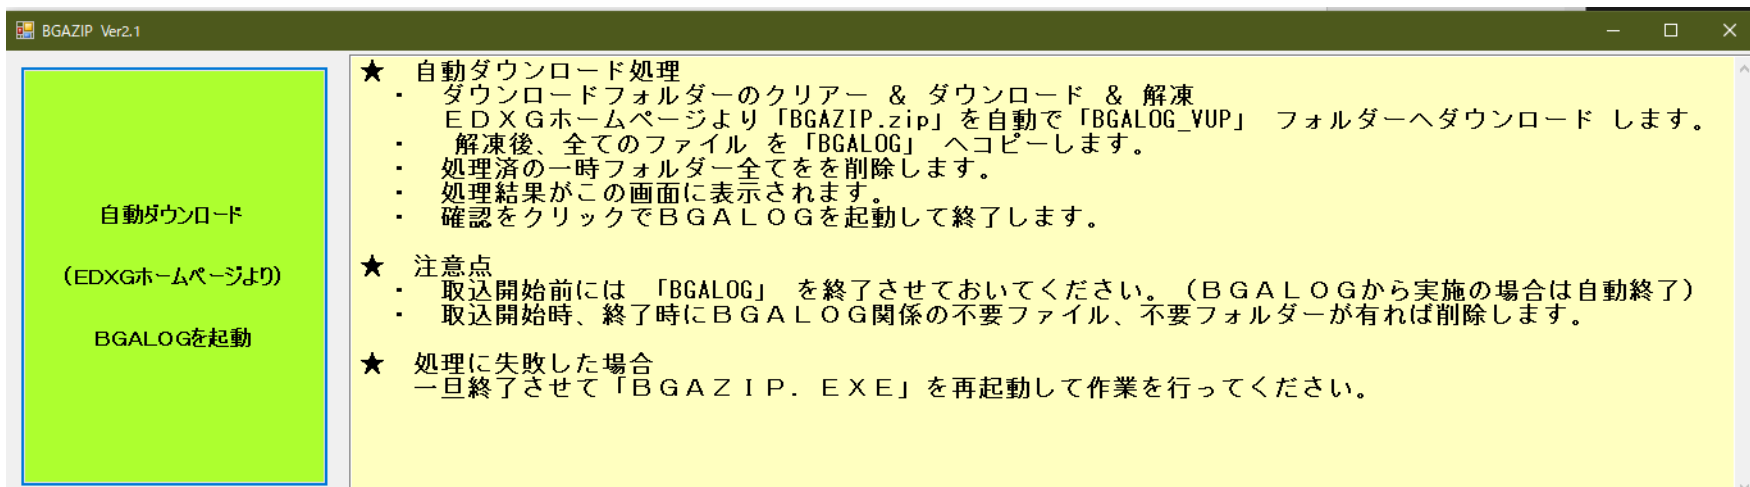 BGAZIP Ver2.1
自動ダウンロード
（EDXGホームページより）
BGALOGを起動
★　自動ダウンロード処理
・　ダウンロードフォルダーのクリアー ＆ ダウンロード ＆ 解凍
ＥＤＸＧホームページより「BGAZIP.zip」を自動で「BGALOG_VUP」 フォルダーへダウンロード します。
・　解凍後、全てのファイル を「BGALOG」 へコピーします。
・　処理済の一時フォルダー全てをを削除します。
・　処理結果がこの画面に表示されます。
・　確認をクリックでＢＧＡＬＯＧを起動して終了します。
★　注意点
・　取込開始前には 「BGALOG」 を終了させておいてください。（ＢＧＡＬＯＧから実施の場合は自動終了）
・　取込開始時、終了時にＢＧＡＬＯＧ関係の不要ファイル、不要フォルダーが有れば削除します。
★　処理に失敗した場合
一旦終了させて「ＢＧＡＺＩＰ．ＥＸＥ」を再起動して作業を行ってください。